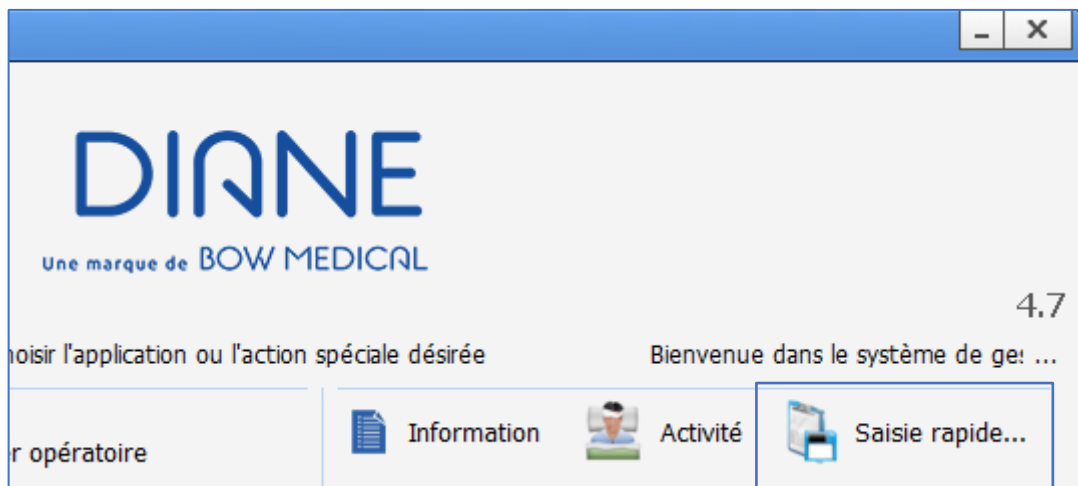 DIANE
Une marque de BOW MEDICAL
4.7
hoisir l'application ou l'action spéciale désirée
Bienvenue dans le système de ges ...
Information
Activité
Saisie rapide...
r opératoire